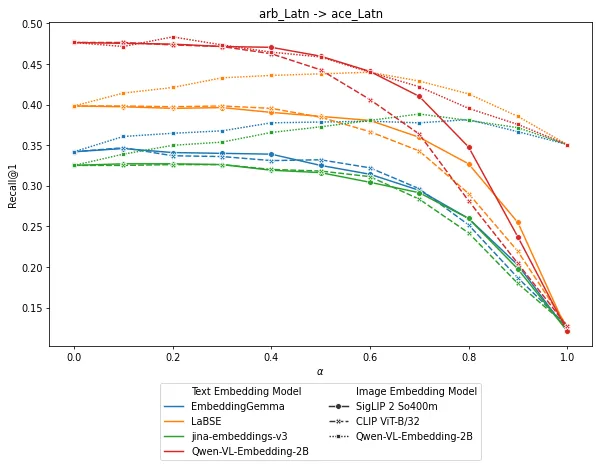 arb_Latn -> ace_Latn
0.50
0.45
0.40
0.35
0.30
0.25
0.20
0.15
Recall@1
0.0 0.2 0.4 0.6 0.8 1.0
α
Text Embedding Model Image Embedding Model
EmbeddingGemma SigLIP 2 So400m
LaBSE CLIP ViT-B/32
jina-embeddings-v3 Qwen-VL-Embedding-2B
Qwen-VL-Embedding-2B